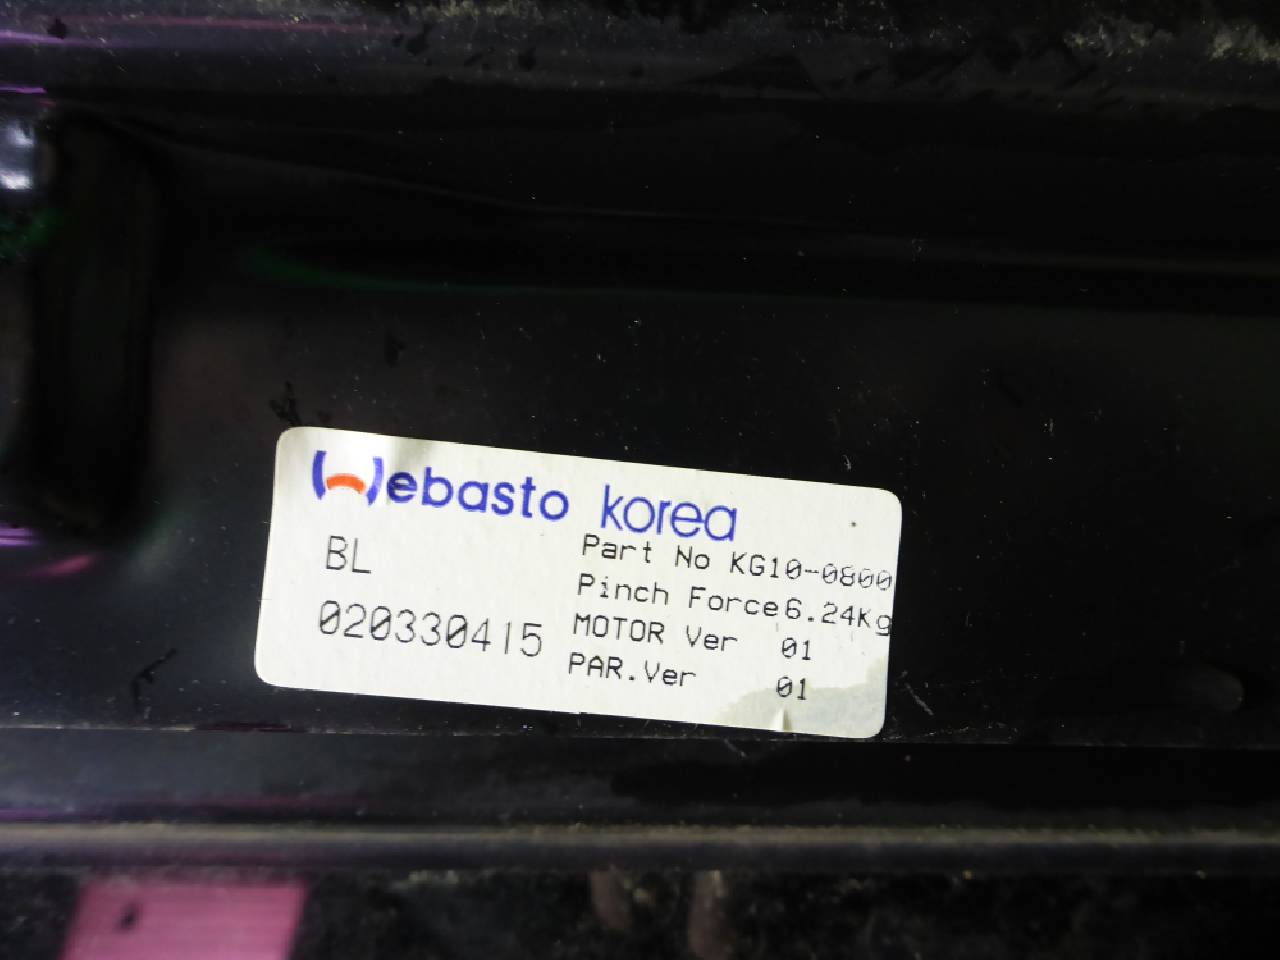 Webasto korea
BL
020330415
Part No KG10-0800
Pinch Force 6.24Kg
MOTOR Ver 01
PAR.Ver 01